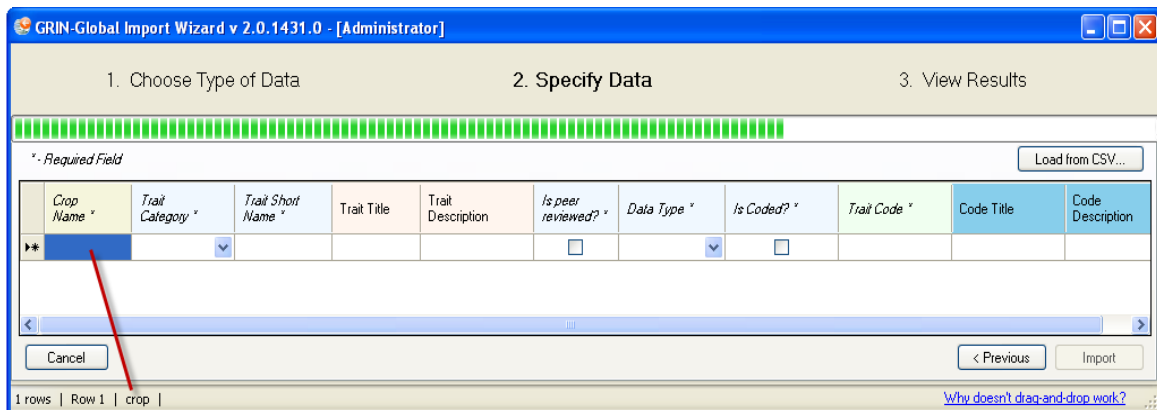 GRIN-Global Import Wizard v 2.0.1431.0 - [Administrator]
1. Choose Type of Data 2. Specify Data 3. View Results
* - Required Field Load from CSV...
Crop Name * Trait Category * Trait Short Name * Trait Title Trait Description Is peer reviewed? * Data Type * Is Coded? * Trait Code * Code Title Code Description
Cancel < Previous Import
1 rows | Row 1 | crop | Why doesn't drag-and-drop work?